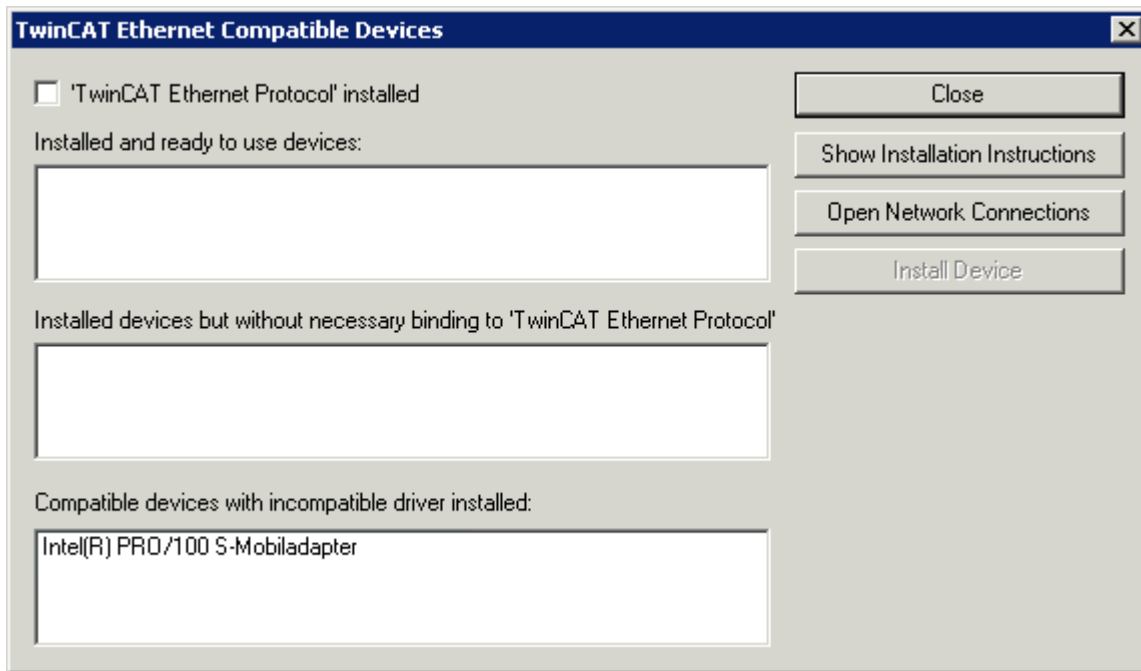 TwinCAT Ethernet Compatible Devices
'TwinCAT Ethernet Protocol' installed
Close
Installed and ready to use devices:
Show Installation Instructions
Open Network Connections
Install Device
Installed devices but without necessary binding to 'TwinCAT Ethernet Protocol'
Compatible devices with incompatible driver installed:
Intel(R) PRO/100 S-Mobiladapter